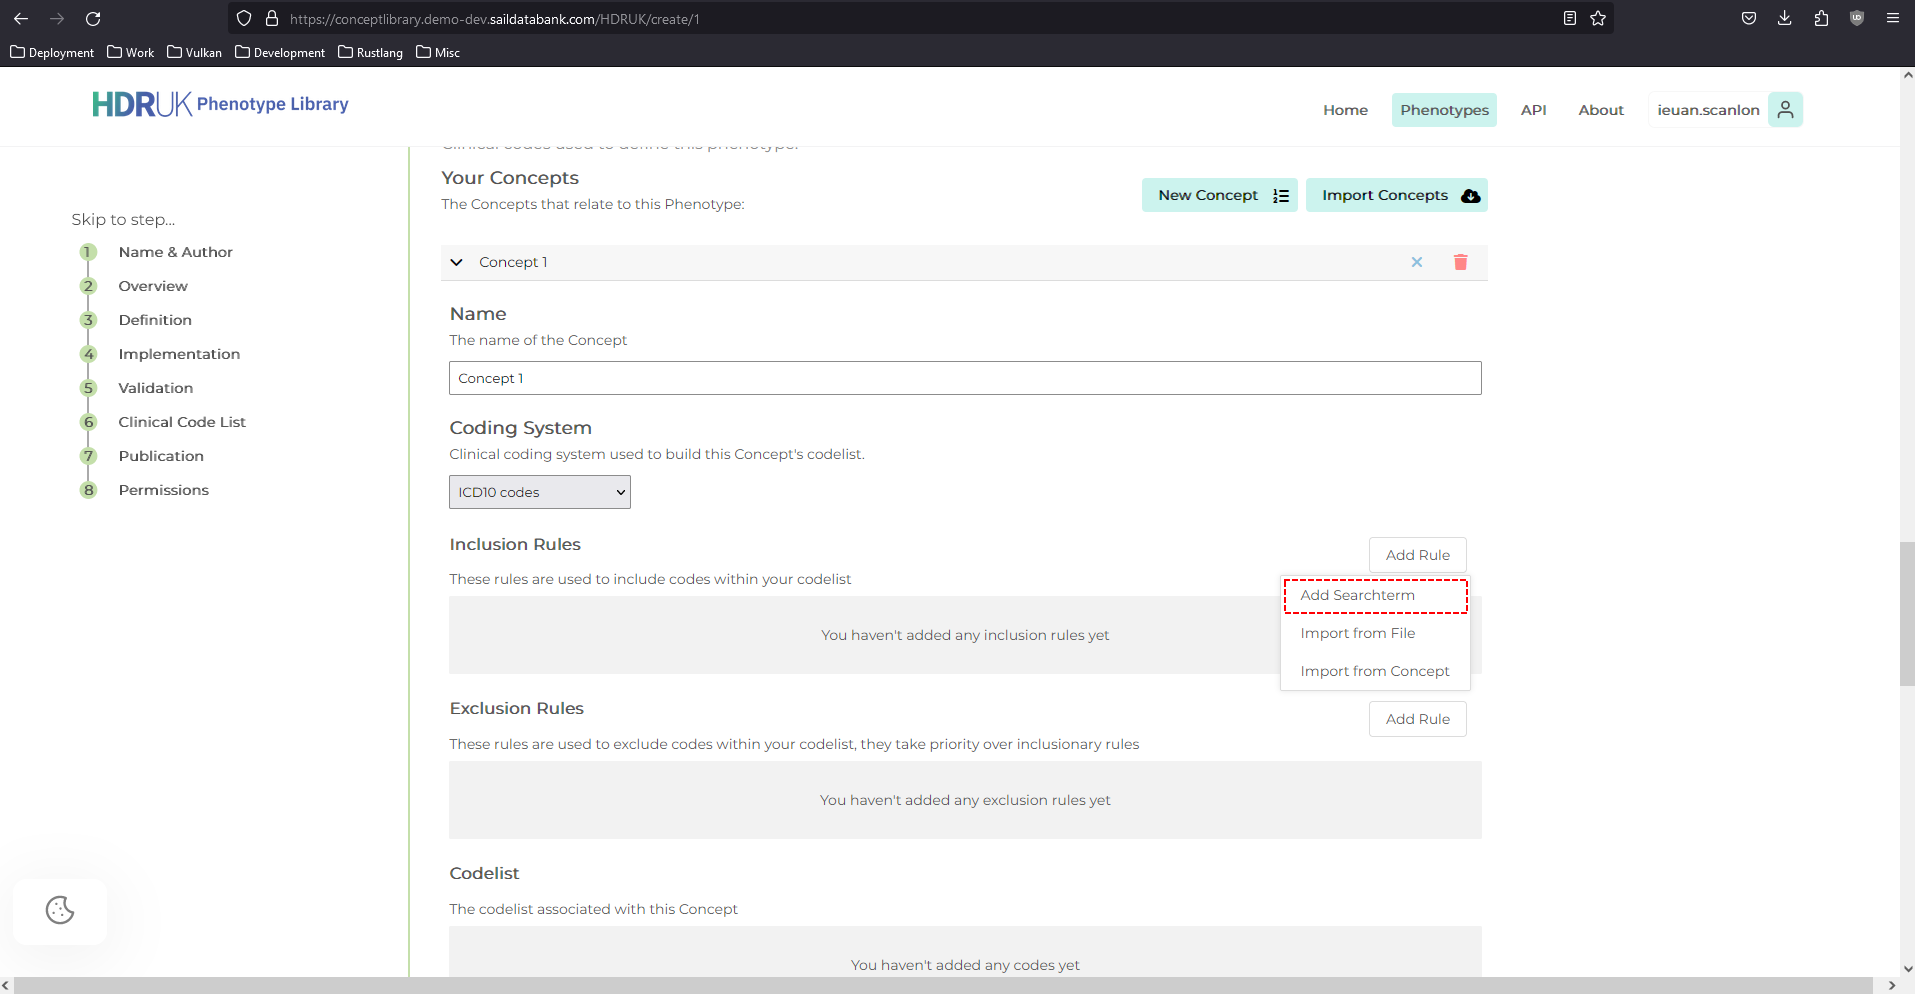 https://conceptlibrary.demo-dev.saildatabank.com/HDRUK/create/1
Deployment Work Vulkan Development Rustlang Misc
HDRUK Phenotype Library
Home Phenotypes API About ieuan.scanlon
Skip to step...
1 Name & Author
2 Overview
3 Definition
4 Implementation
5 Validation
6 Clinical Code List
7 Publication
8 Permissions
Clinical codes used to define this phenotype.
Your Concepts
The Concepts that relate to this Phenotype:
New Concept
Import Concepts
Concept 1
Name
The name of the Concept
Concept 1
Coding System
Clinical coding system used to build this Concept's codelist.
ICD10 codes
Inclusion Rules
Add Rule
These rules are used to include codes within your codelist
Add Searchterm
Import from File
Import from Concept
You haven't added any inclusion rules yet
Exclusion Rules
Add Rule
These rules are used to exclude codes within your codelist, they take priority over inclusionary rules
You haven't added any exclusion rules yet
Codelist
The codelist associated with this Concept
You haven't added any codes yet